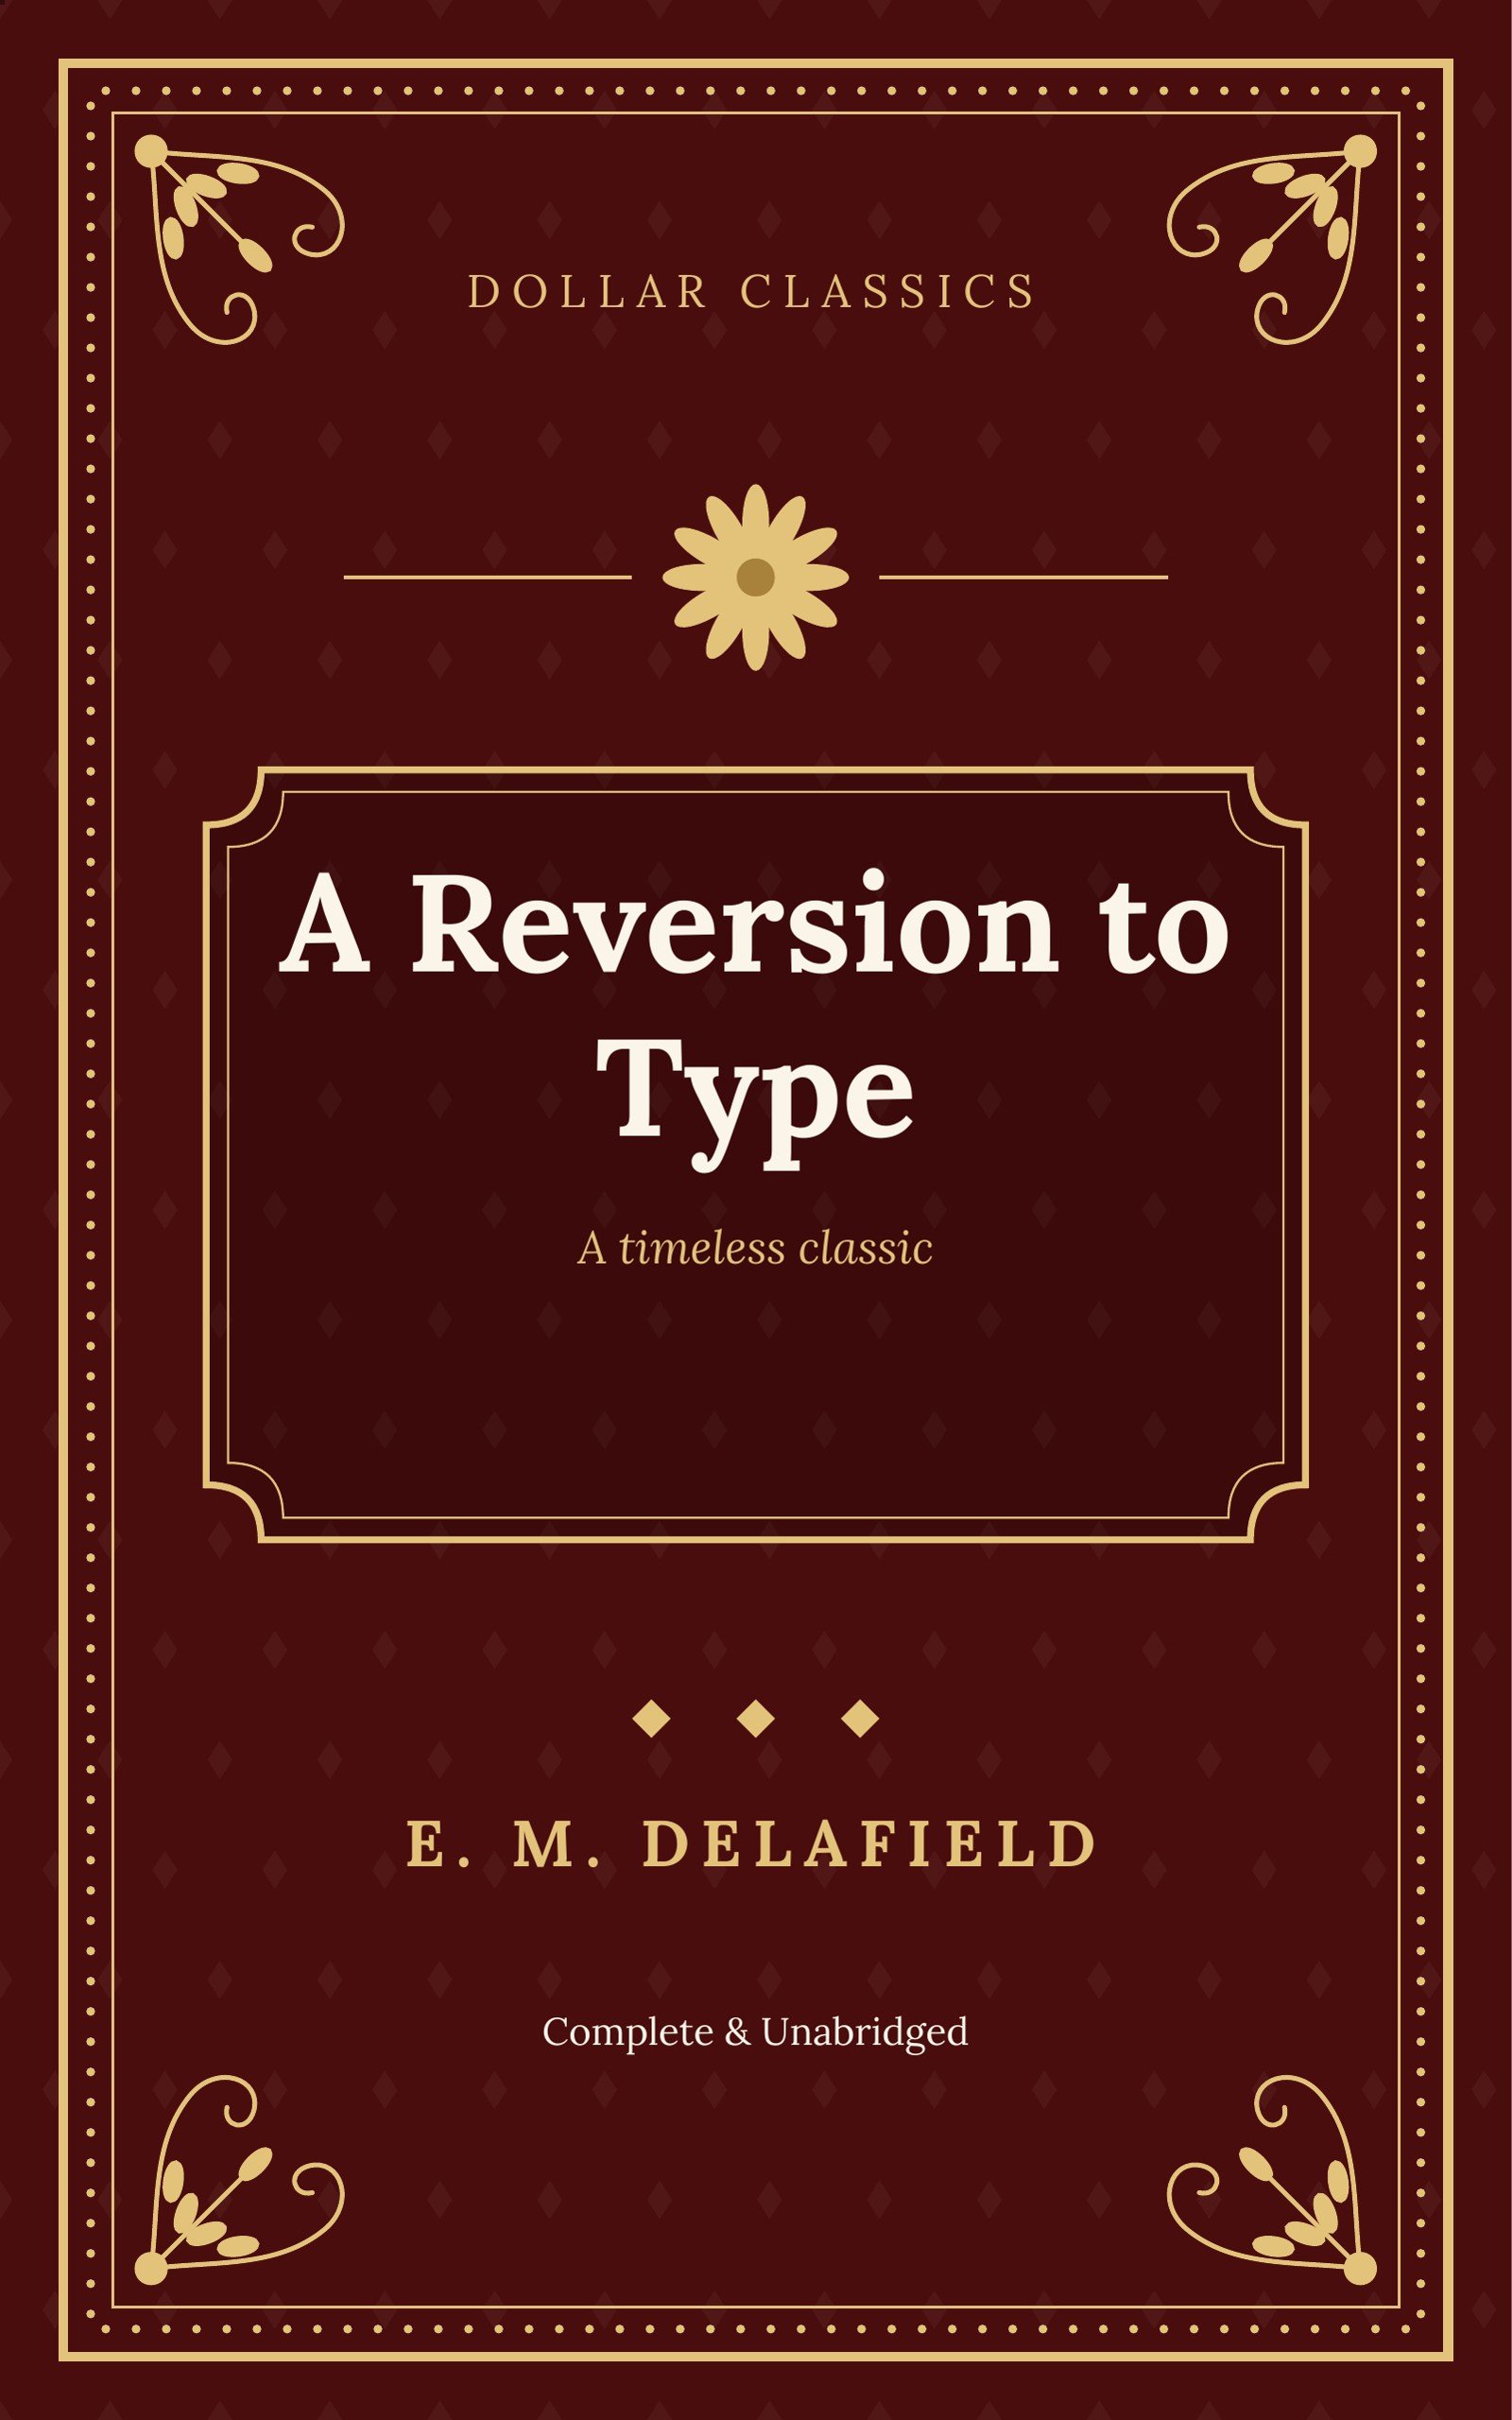 DOLLAR CLASSICS
A Reversion to
Type
A timeless classic
E. M. DELAFIELD
Complete & Unabridged